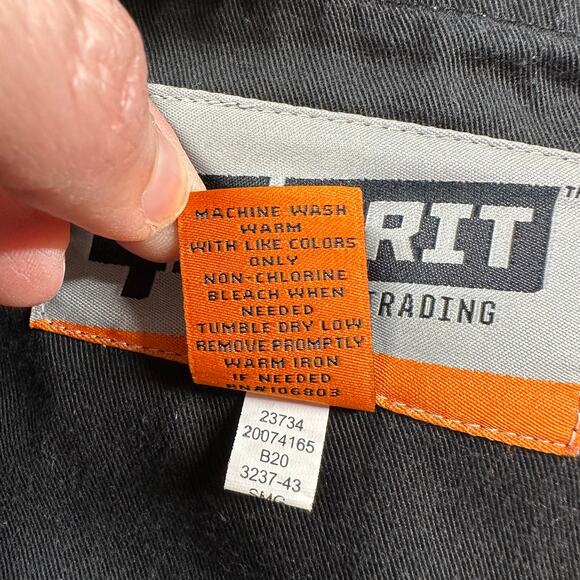 RIT
TM
TRADING
MACHINE WASH
WARM
WITH LIKE COLORS
ONLY
NON-CHLORINE
BLEACH WHEN
NEEDED
TUMBLE DRY LOW
REMOVE PROMPTLY
WARM IRON
IF NEEDED
RN#106803
23734
20074165
B20
3237-43